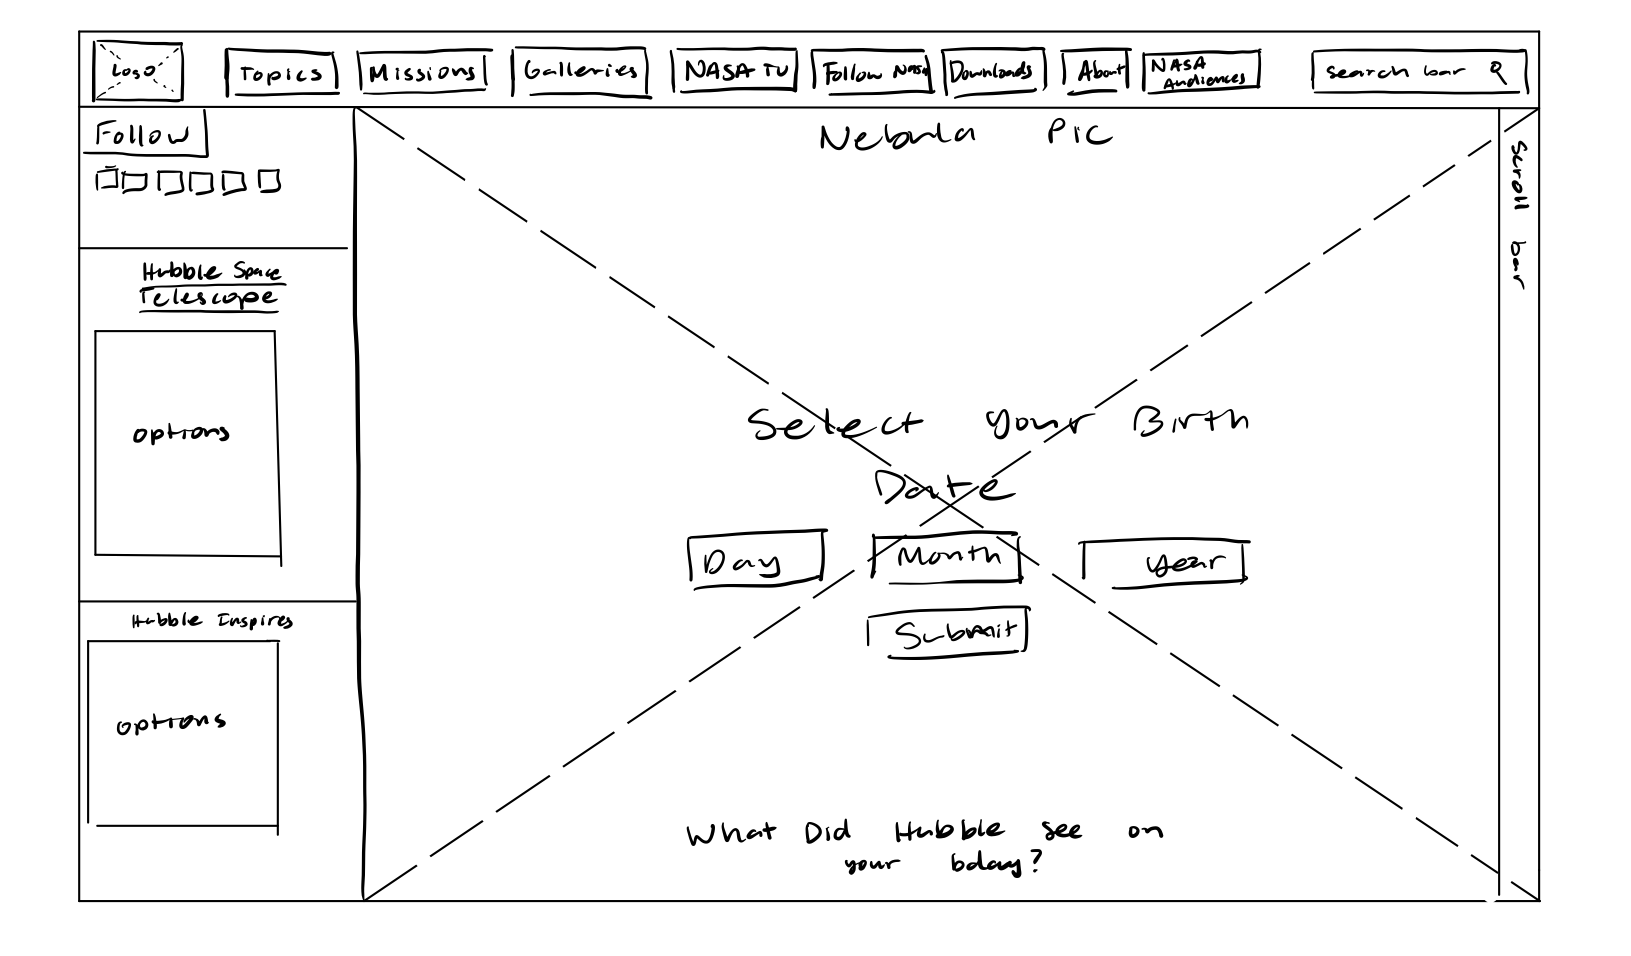 Logo
Topics
Missions
Galleries
NASA TV
Follow NASA
Downloads
About
NASA
Audiences
search bar
Follow
Hubble Space
Telescope
options
Hubble Inspires
options
Nebula Pic
Select your Birth
Date
Day
Month
Year
Submit
What Did Hubble see on
your bday?
scroll bar